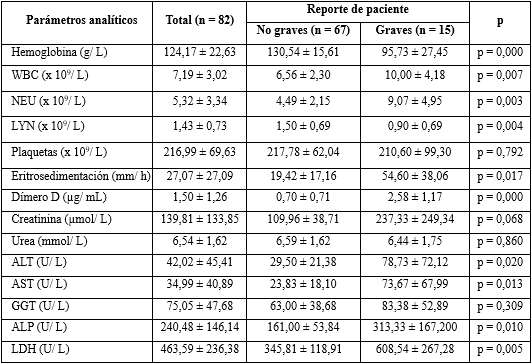 Parámetros analíticos Total (n = 82) Reporte de paciente p
No graves (n = 67) Graves (n = 15)
Hemoglobina (g/ L) 124,17 ± 22,63 130,54 ± 15,61 95,73 ± 27,45 p = 0,000
WBC (x 10⁹/ L) 7,19 ± 3,02 6,56 ± 2,30 10,00 ± 4,18 p = 0,007
NEU (x 10⁹/ L) 5,32 ± 3,34 4,49 ± 2,15 9,07 ± 4,95 p = 0,003
LYN (x 10⁹/ L) 1,43 ± 0,73 1,50 ± 0,69 0,90 ± 0,69 p = 0,004
Plaquetas (x 10⁹/ L) 216,99 ± 69,63 217,78 ± 62,04 210,60 ± 99,30 p = 0,792
Eritrosedimentación (mm/ h) 27,07 ± 27,09 19,42 ± 17,16 54,60 ± 38,06 p = 0,017
Dímero D (µg/ mL) 1,50 ± 1,26 0,70 ± 0,71 2,58 ± 1,17 p = 0,000
Creatinina (µmol/ L) 139,81 ± 133,85 109,96 ± 38,71 237,33 ± 249,34 p = 0,068
Urea (mmol/ L) 6,54 ± 1,62 6,59 ± 1,62 6,44 ± 1,75 p = 0,860
ALT (U/ L) 42,02 ± 45,41 29,50 ± 21,38 78,73 ± 72,12 p = 0,020
AST (U/ L) 34,99 ± 40,89 23,83 ± 18,10 73,67 ± 67,99 p = 0,013
GGT (U/ L) 75,05 ± 47,68 63,00 ± 38,68 83,38 ± 52,89 p = 0,309
ALP (U/ L) 240,48 ± 146,14 161,00 ± 53,84 313,33 ± 167,200 p = 0,010
LDH (U/ L) 463,59 ± 236,38 345,81 ± 118,91 608,54 ± 267,28 p = 0,005